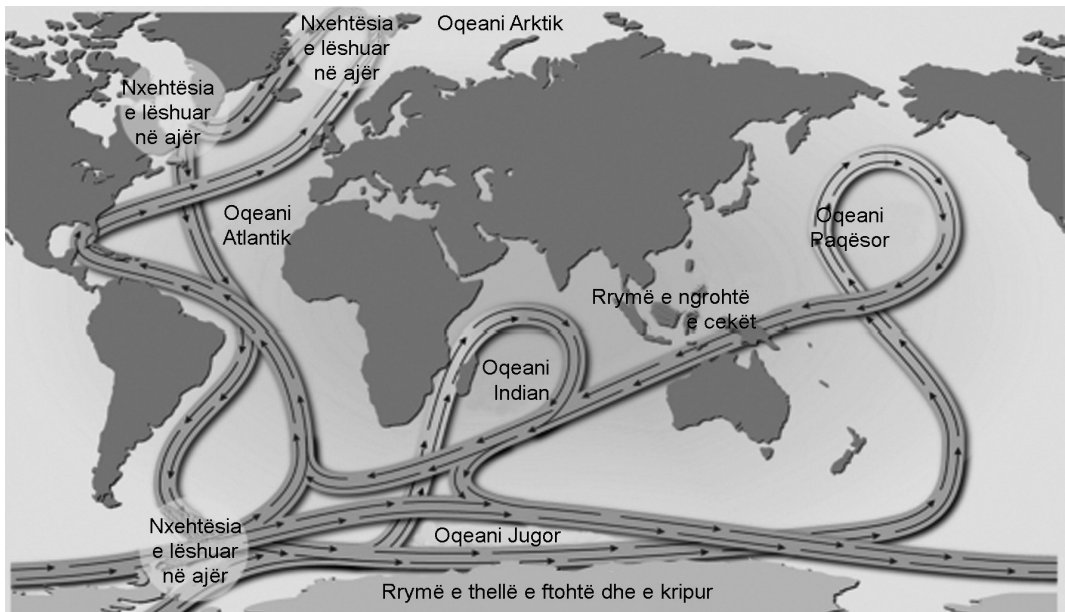 Nxehtësia
e lëshuar
në ajër
Oqeani Arktik
Nxehtësia
e lëshuar
në ajër
Oqeani
Atlantik
Oqeani
Paqësor
Rrymë e ngrohtë
e cekët
Oqeani
Indian
Nxehtësia
e lëshuar
në ajër
Oqeani Jugor
Rrymë e thellë e ftohtë dhe e kripur